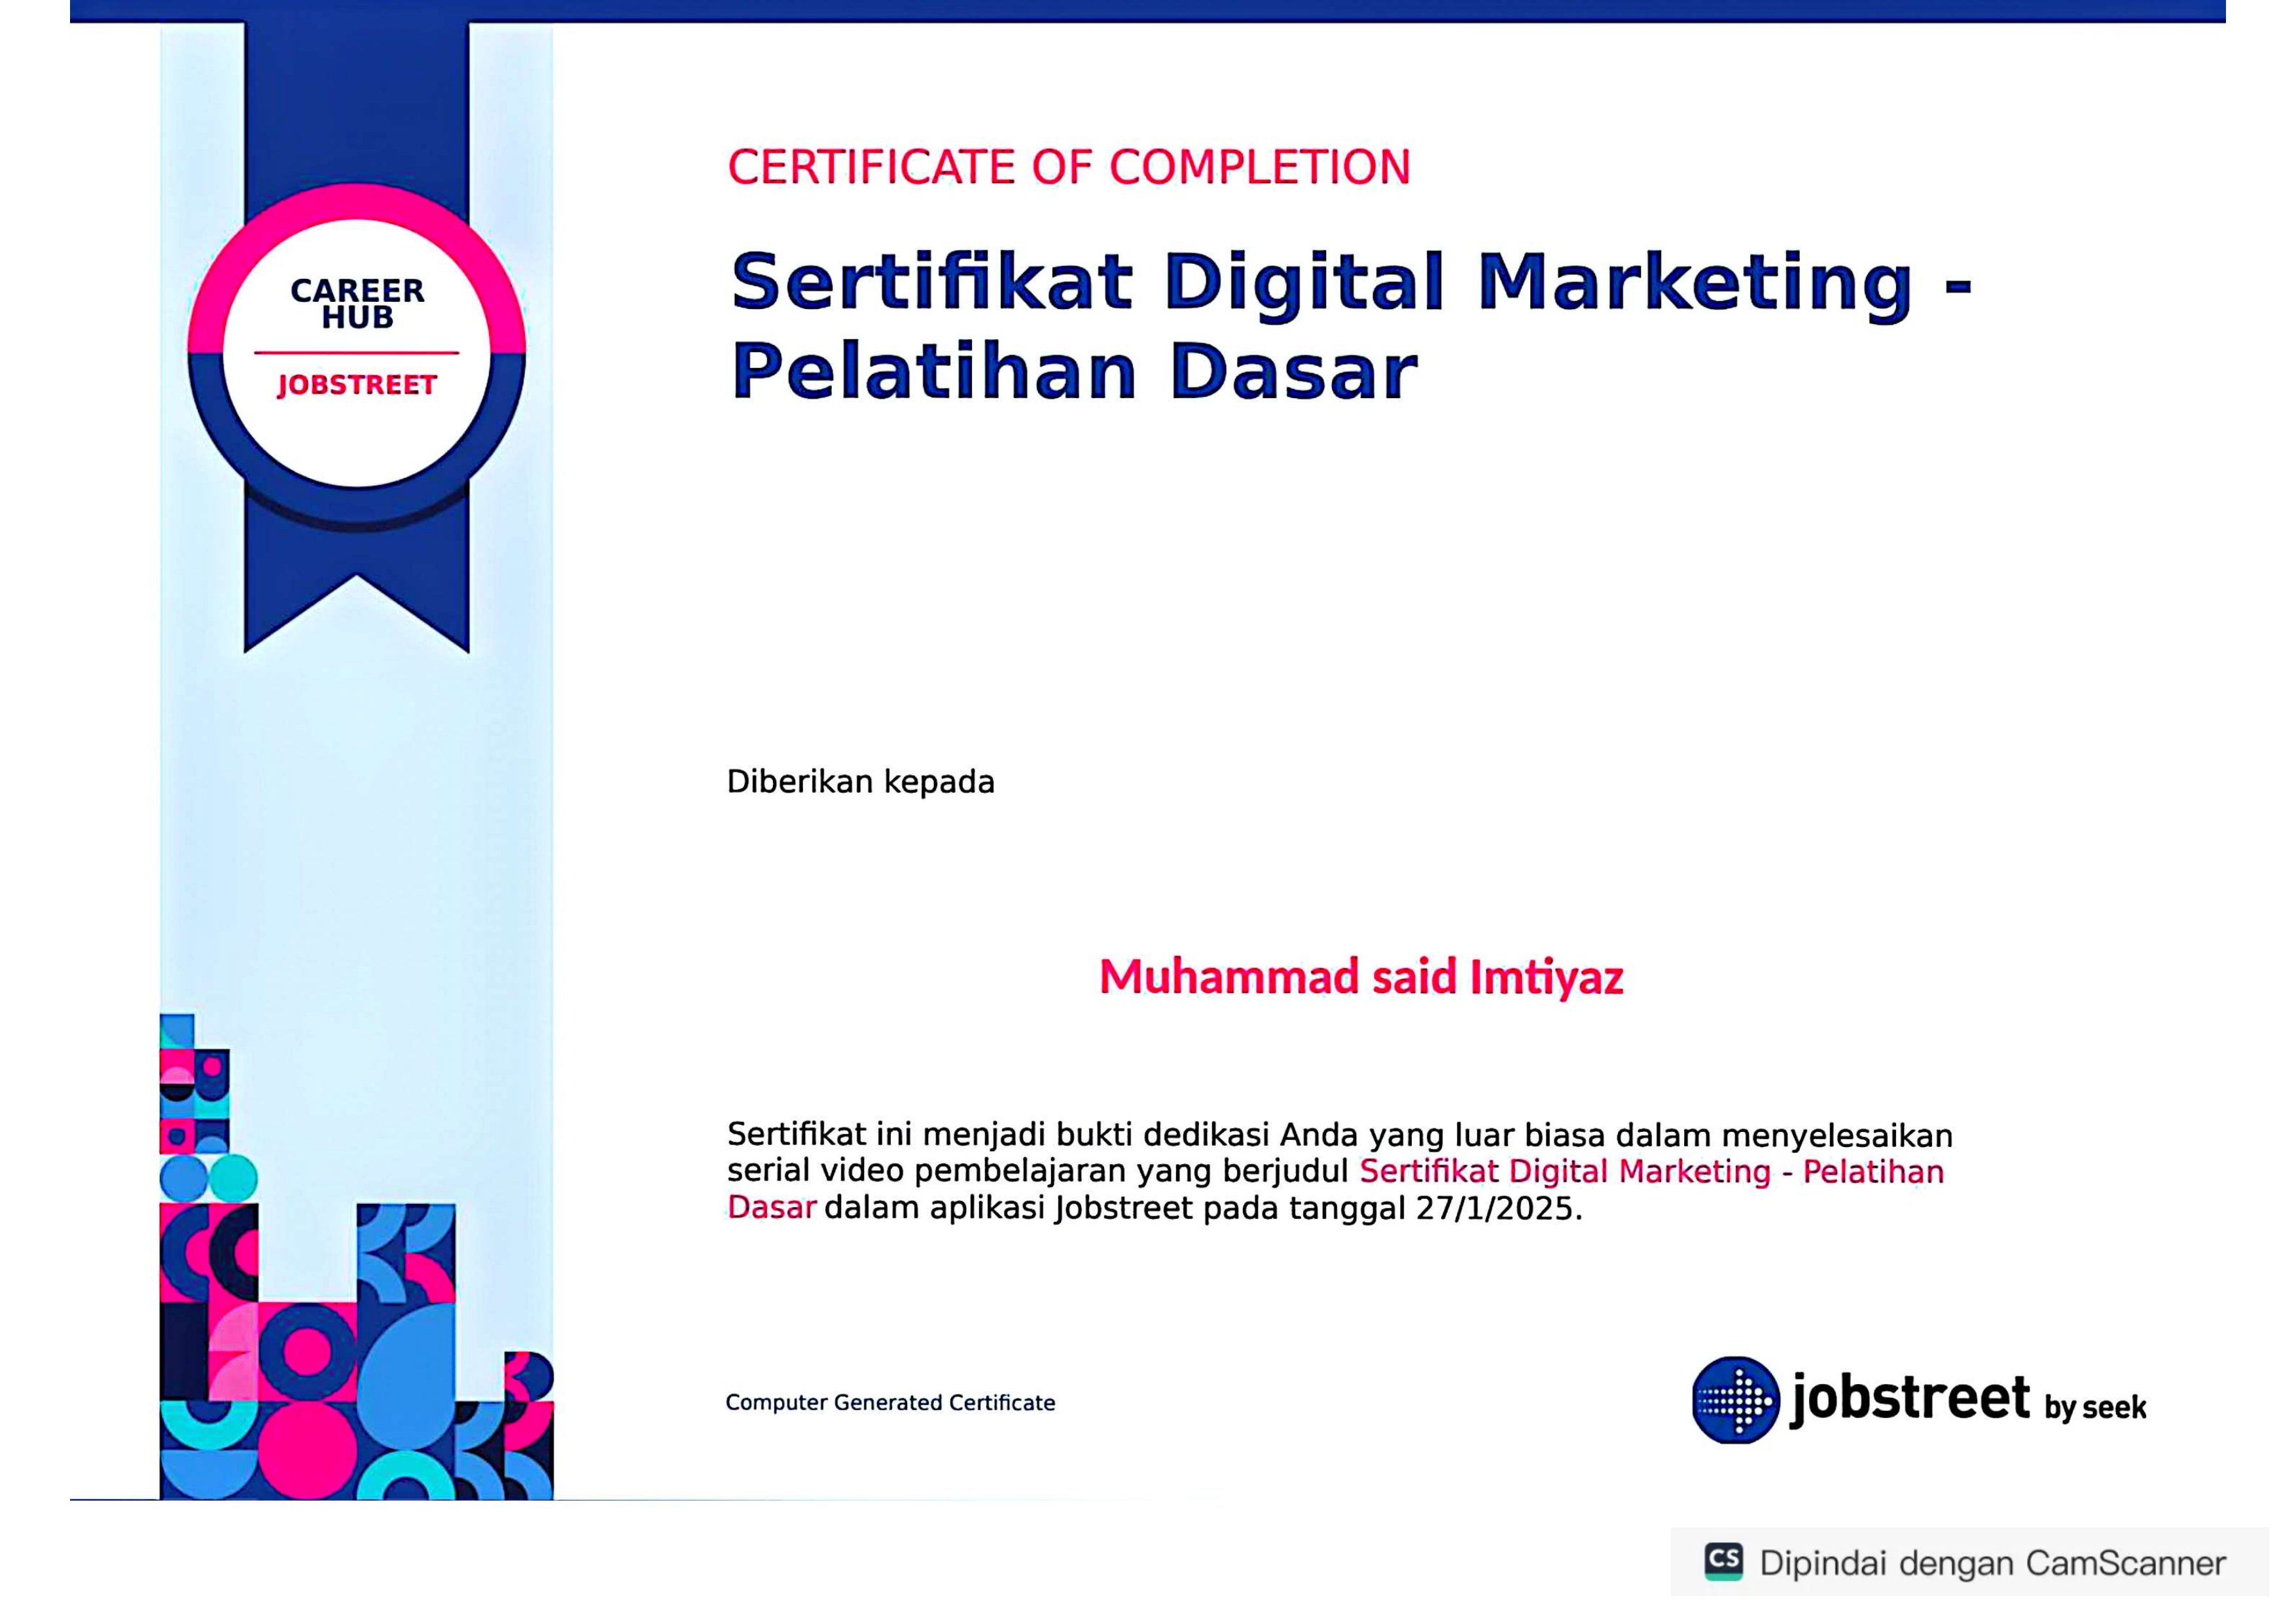 CAREER
HUB
JOBSTREET
CERTIFICATE OF COMPLETION
Sertifikat Digital Marketing -
Pelatihan Dasar
Diberikan kepada
Muhammad said Imtiyaz
Sertifikat ini menjadi bukti dedikasi Anda yang luar biasa dalam menyelesaikan
serial video pembelajaran yang berjudul Sertifikat Digital Marketing - Pelatihan
Dasar dalam aplikasi Jobstreet pada tanggal 27/1/2025.
Computer Generated Certificate
jobstreet by seek
CS Dipindai dengan CamScanner